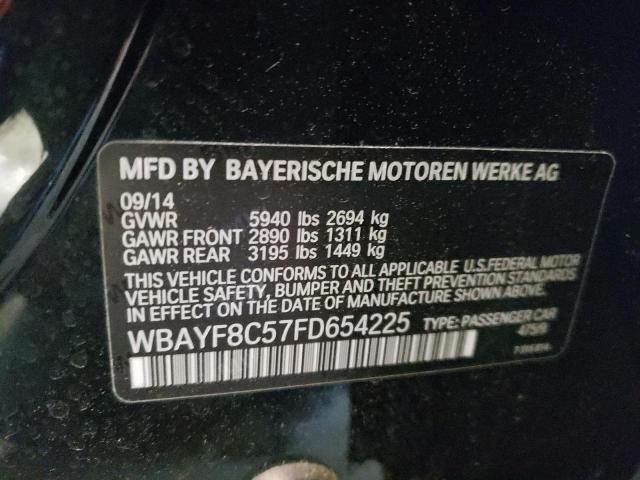 MFD BY BAYERISCHE MOTOREN WERKE AG
09/14
GVWR 5940 lbs 2694 kg
GAWR FRONT 2890 lbs 1311 kg
GAWR REAR 3195 lbs 1449 kg
THIS VEHICLE CONFORMS TO ALL APPLICABLE U.S. FEDERAL MOTOR
VEHICLE SAFETY, BUMPER AND THEFT PREVENTION STANDARDS
IN EFFECT ON THE DATE OF MANUFACTURE SHOWN ABOVE.
WBAYF8C57FD654225 TYPE: PASSENGER CAR